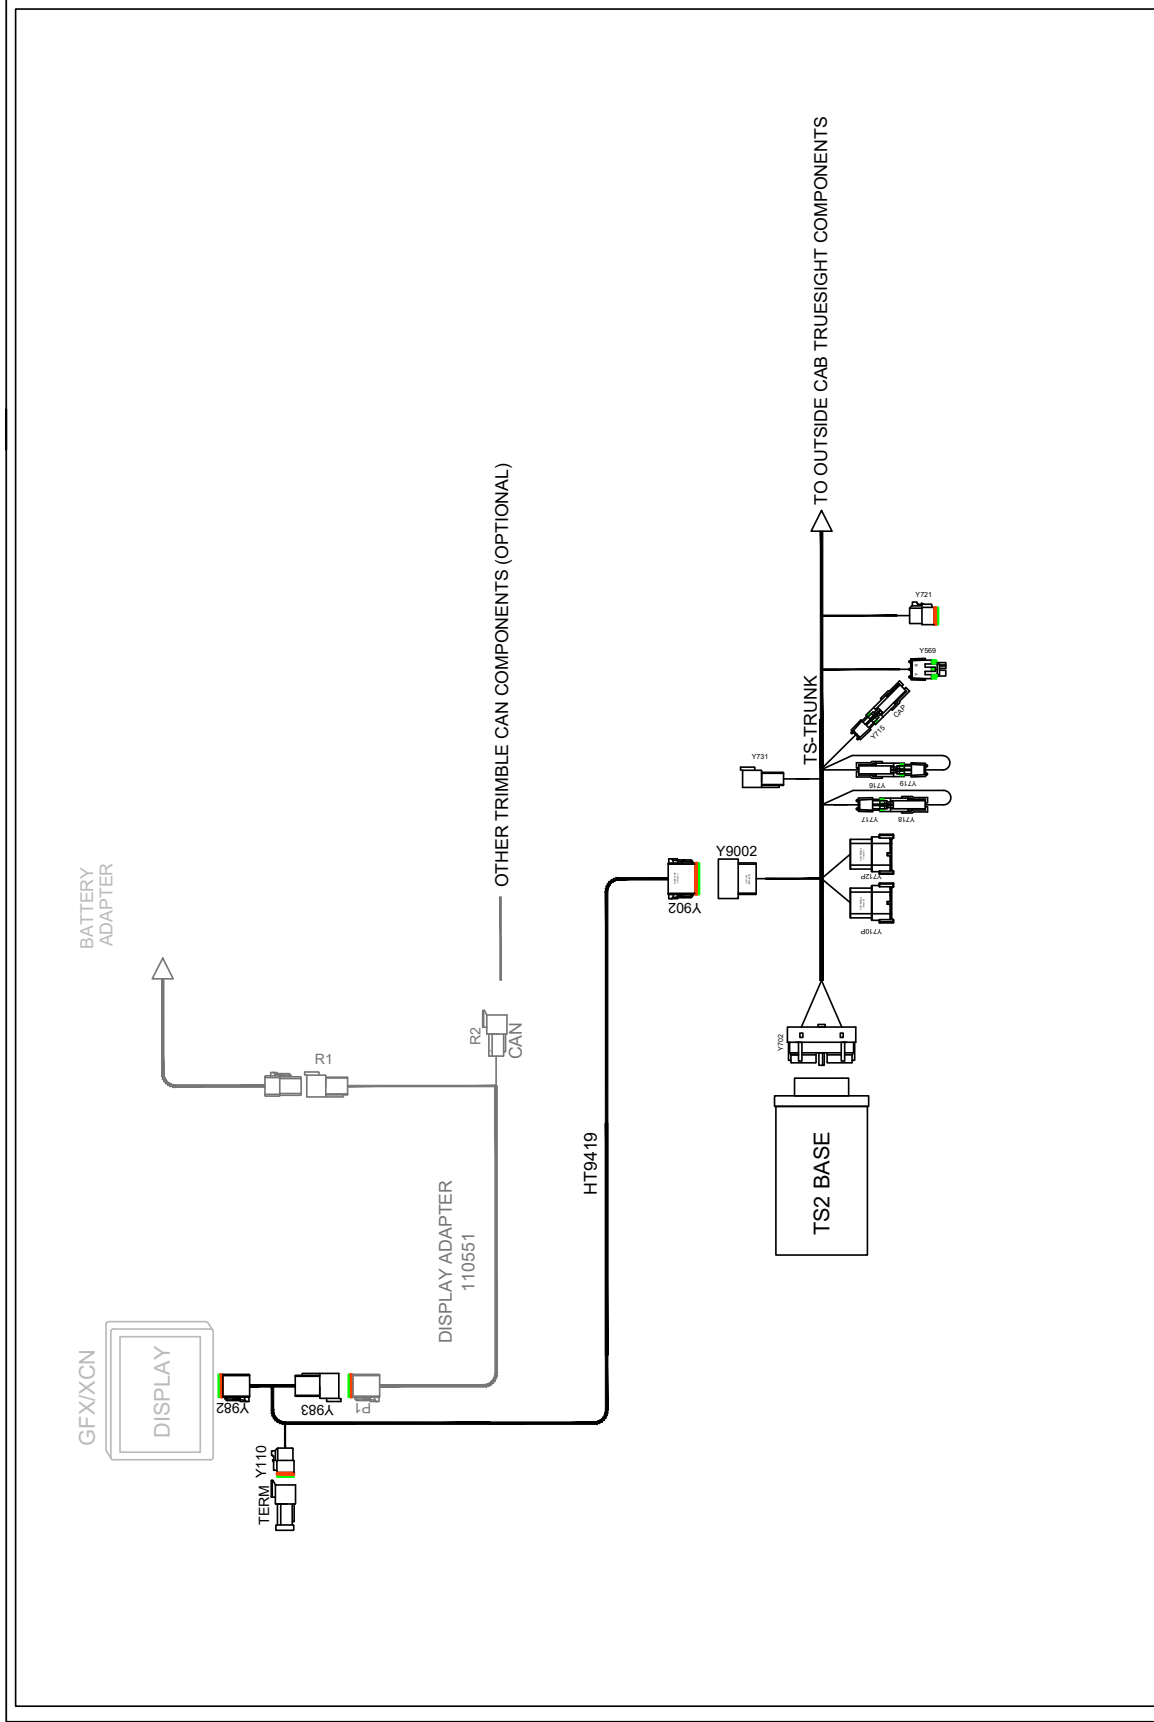 GFX/XCN
DISPLAY
BATTERY
ADAPTER
Y982
Y983
P1
TERM
Y110
R1
R2
CAN
OTHER TRIMBLE CAN COMPONENTS (OPTIONAL)
DISPLAY ADAPTER
110551
HT9419
Y902
Y9002
TS2 BASE
Y702
Y710P
Y712P
Y717
Y718
Y716
Y719
Y731
TS-TRUNK
Y715
CAP
Y569
A
B
Y721
TO OUTSIDE CAB TRUESIGHT COMPONENTS